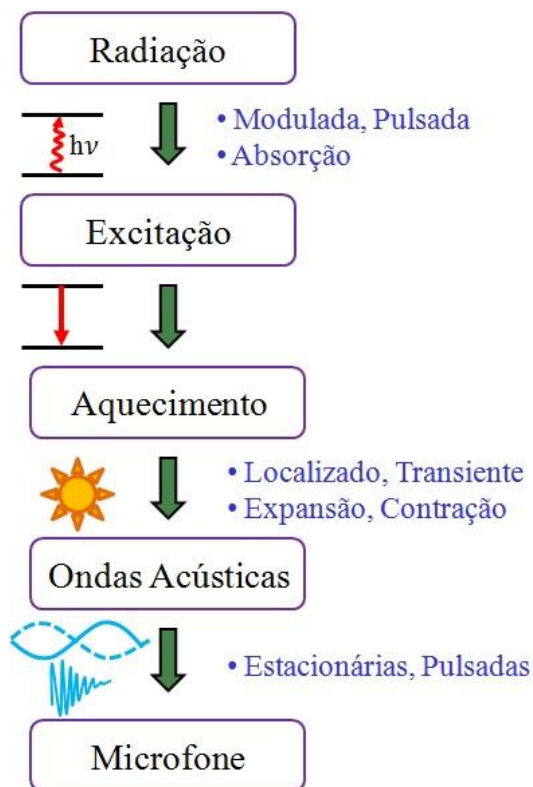 Radiação
hν
• Modulada, Pulsada
• Absorção
Excitação
Aquecimento
• Localizado, Transiente
• Expansão, Contração
Ondas Acústicas
• Estacionárias, Pulsadas
Microfone